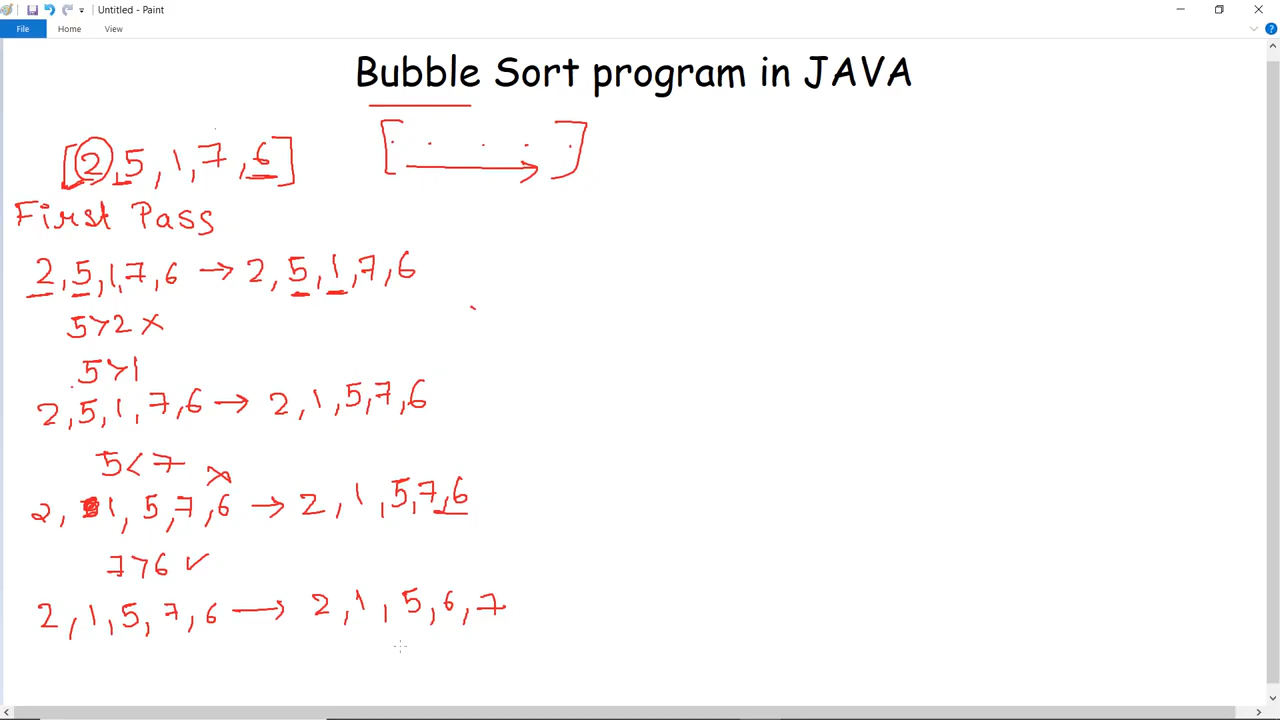 Untitled - Paint
File Home View
Bubble Sort program in JAVA
[2,5,1,7,6]
First Pass
2,5,1,7,6 → 2,5,1,7,6
5>2 ×
5>1
2,5,1,7,6 → 2,1,5,7,6
5<7 ×
2,1,5,7,6 → 2,1,5,7,6
7>6 ✓
2,1,5,7,6 → 2,1,5,6,7